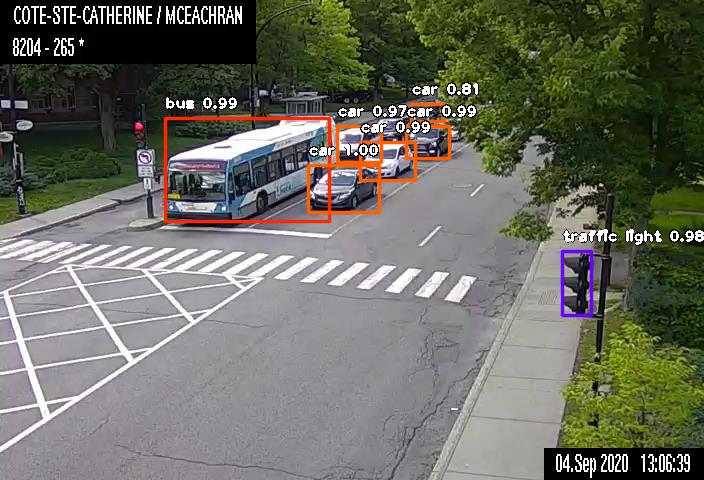 COTE-STE-CATHERINE / MCEACHRAN
8204 - 265 *
car 0.81
bus 0.99
car 0.97
car 0.99
car 0.99
car 1.00
traffic light 0.98
04.Sep 2020 13:06:39